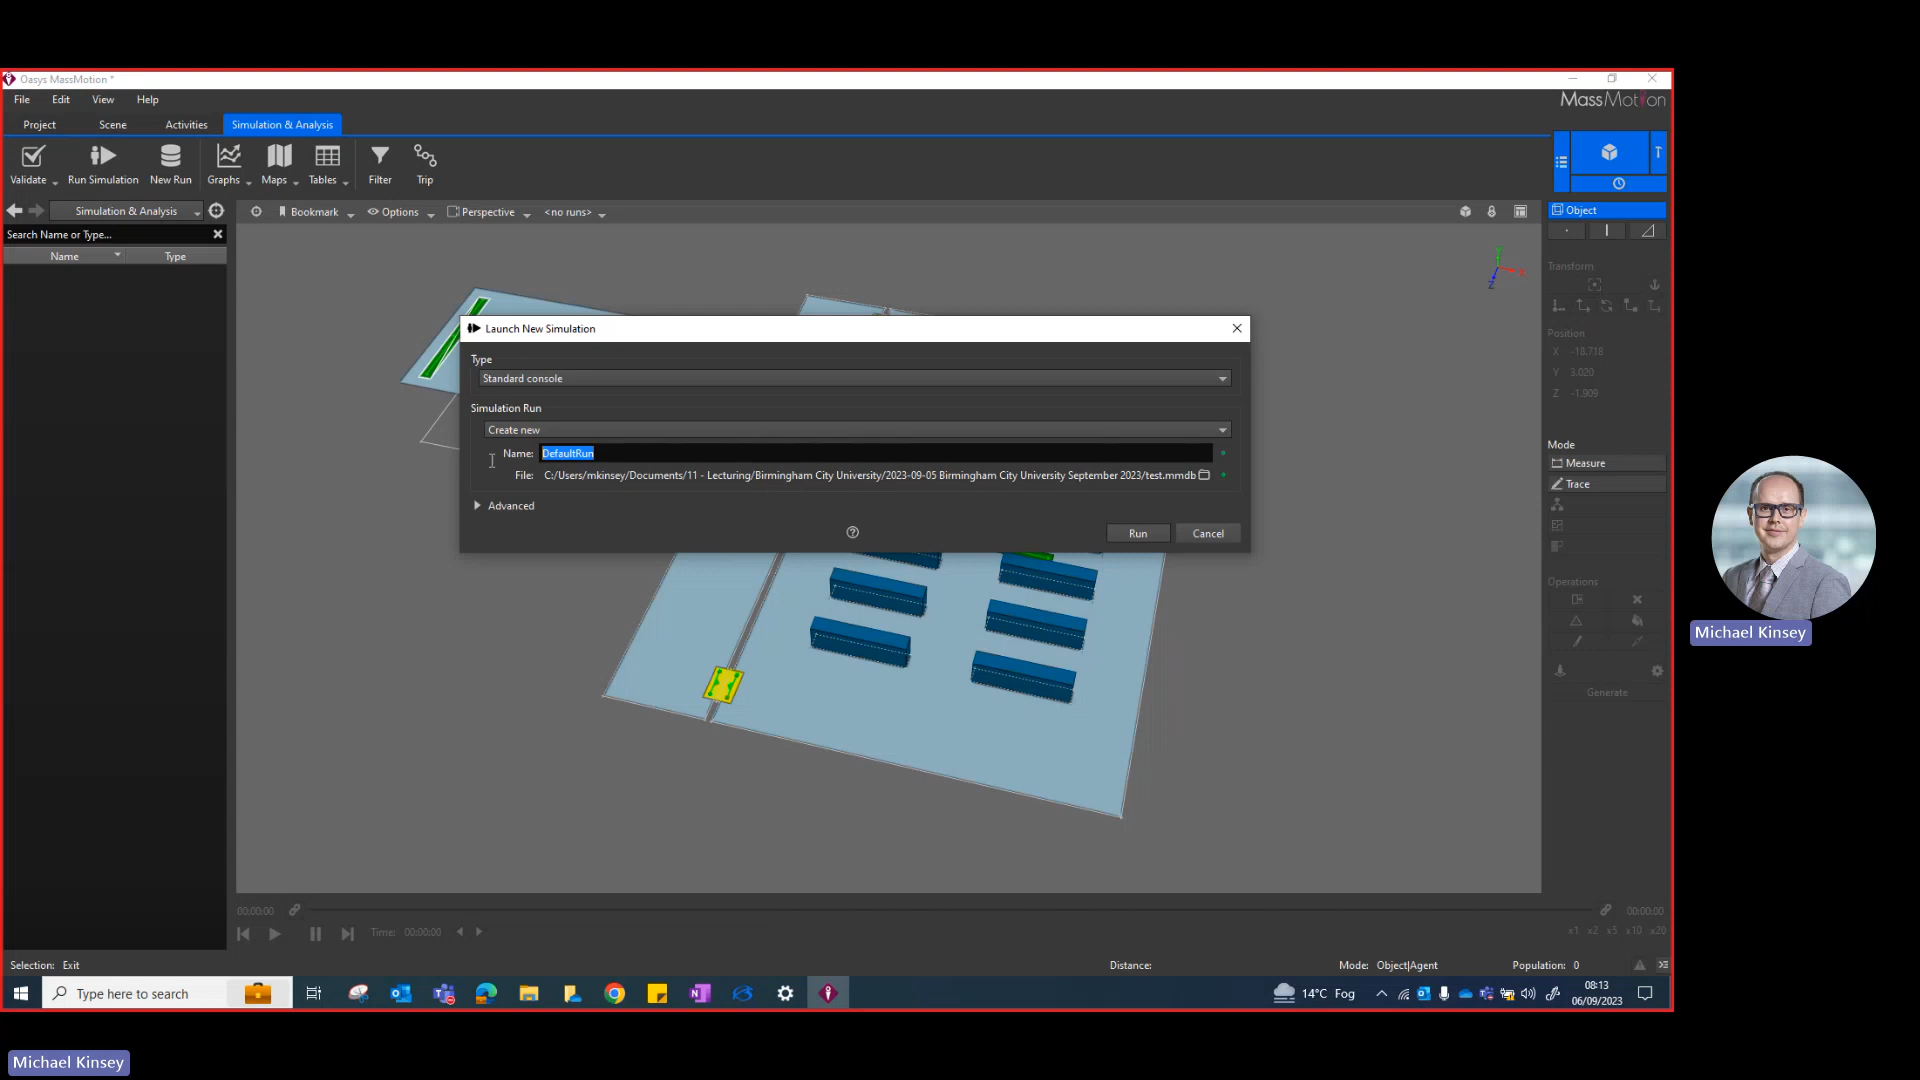 Oasys MassMotion *
File Edit View Help
MassMotion
Project Scene Activities Simulation & Analysis
Validate Run Simulation New Run Graphs Maps Tables Filter Trip
T
Simulation & Analysis
Bookmark Options Perspective <no runs>
Object
Search Name or Type...
Name Type
Y
X
Z
Transform
Launch New Simulation
Type
Standard console
Simulation Run
Create new
Name: DefaultRun
File: C:/Users/mkinsey/Documents/11 - Lecturing/Birmingham City University/2023-09-05 Birmingham City University September 2023/test.mmdb
Advanced
Run Cancel
Position
X -18.718
Y 3.020
Z -1.909
Mode
Measure
Trace
Operations
Generate
Michael Kinsey
00:00:00 00:00:00
Time: 00:00:00 x1 x2 x5 x10 x20
Selection: Exit Distance: Mode: Object|Agent Population: 0
Type here to search 14°C Fog 08:13
06/09/2023
Michael Kinsey